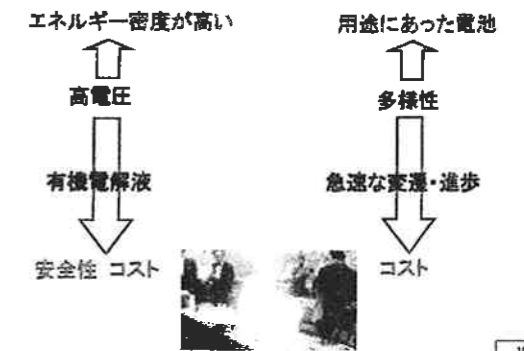 エネルギー密度が高い
高電圧
有機電解液
安全性 コスト
用途にあった電池
多様性
急速な変遷・進歩
コスト